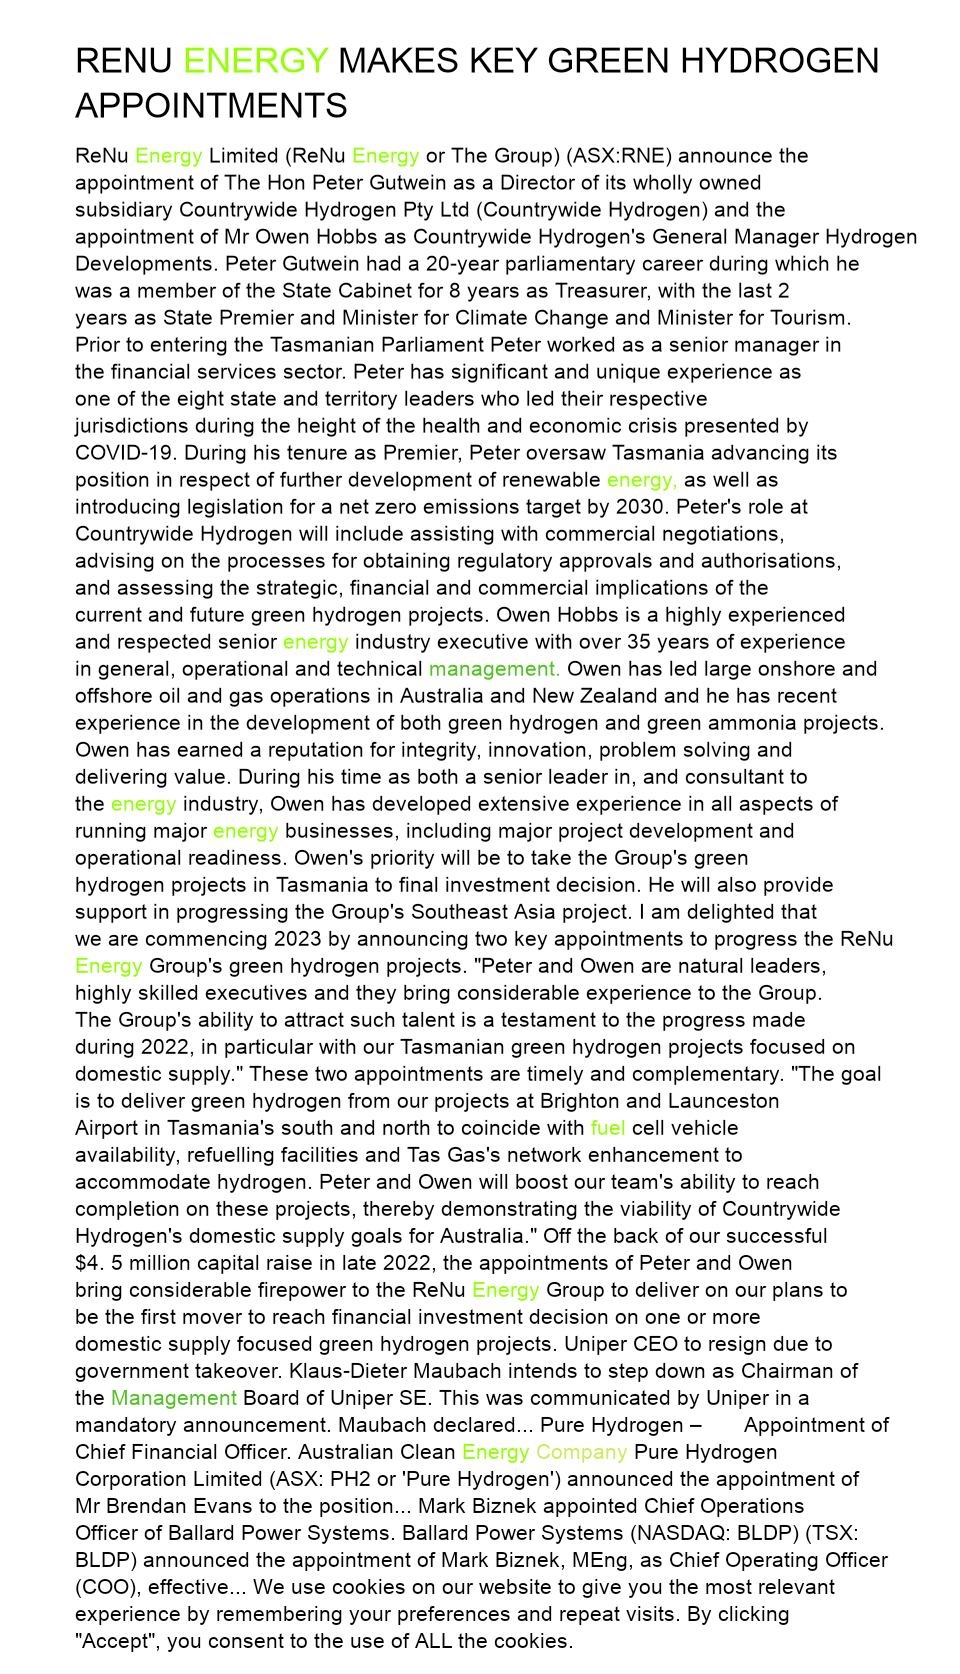 RENU ENERGY MAKES KEY GREEN HYDROGEN
APPOINTMENTS
ReNu Energy Limited (ReNu Energy or The Group) (ASX:RNE) announce the
appointment of The Hon Peter Gutwein as a Director of its wholly owned
subsidiary Countrywide Hydrogen Pty Ltd (Countrywide Hydrogen) and the
appointment of Mr Owen Hobbs as Countrywide Hydrogen's General Manager Hydrogen
Developments. Peter Gutwein had a 20-year parliamentary career during which he
was a member of the State Cabinet for 8 years as Treasurer, with the last 2
years as State Premier and Minister for Climate Change and Minister for Tourism.
Prior to entering the Tasmanian Parliament Peter worked as a senior manager in
the financial services sector. Peter has significant and unique experience as
one of the eight state and territory leaders who led their respective
jurisdictions during the height of the health and economic crisis presented by
COVID-19. During his tenure as Premier, Peter oversaw Tasmania advancing its
position in respect of further development of renewable energy, as well as
introducing legislation for a net zero emissions target by 2030. Peter's role at
Countrywide Hydrogen will include assisting with commercial negotiations,
advising on the processes for obtaining regulatory approvals and authorisations,
and assessing the strategic, financial and commercial implications of the
current and future green hydrogen projects. Owen Hobbs is a highly experienced
and respected senior energy industry executive with over 35 years of experience
in general, operational and technical management. Owen has led large onshore and
offshore oil and gas operations in Australia and New Zealand and he has recent
experience in the development of both green hydrogen and green ammonia projects.
Owen has earned a reputation for integrity, innovation, problem solving and
delivering value. During his time as both a senior leader in, and consultant to
the energy industry, Owen has developed extensive experience in all aspects of
running major energy businesses, including major project development and
operational readiness. Owen's priority will be to take the Group's green
hydrogen projects in Tasmania to final investment decision. He will also provide
support in progressing the Group's Southeast Asia project. I am delighted that
we are commencing 2023 by announcing two key appointments to progress the ReNu
Energy Group's green hydrogen projects. "Peter and Owen are natural leaders,
highly skilled executives and they bring considerable experience to the Group.
The Group's ability to attract such talent is a testament to the progress made
during 2022, in particular with our Tasmanian green hydrogen projects focused on
domestic supply." These two appointments are timely and complementary. "The goal
is to deliver green hydrogen from our projects at Brighton and Launceston
Airport in Tasmania's south and north to coincide with fuel cell vehicle
availability, refuelling facilities and Tas Gas's network enhancement to
accommodate hydrogen. Peter and Owen will boost our team's ability to reach
completion on these projects, thereby demonstrating the viability of Countrywide
Hydrogen's domestic supply goals for Australia." Off the back of our successful
$4. 5 million capital raise in late 2022, the appointments of Peter and Owen
bring considerable firepower to the ReNu Energy Group to deliver on our plans to
be the first mover to reach financial investment decision on one or more
domestic supply focused green hydrogen projects. Uniper CEO to resign due to
government takeover. Klaus-Dieter Maubach intends to step down as Chairman of
the Management Board of Uniper SE. This was communicated by Uniper in a
mandatory announcement. Maubach declared... Pure Hydrogen – Appointment of
Chief Financial Officer. Australian Clean Energy Company Pure Hydrogen
Corporation Limited (ASX: PH2 or 'Pure Hydrogen') announced the appointment of
Mr Brendan Evans to the position... Mark Biznek appointed Chief Operations
Officer of Ballard Power Systems. Ballard Power Systems (NASDAQ: BLDP) (TSX:
BLDP) announced the appointment of Mark Biznek, MEng, as Chief Operating Officer
(COO), effective... We use cookies on our website to give you the most relevant
experience by remembering your preferences and repeat visits. By clicking
"Accept", you consent to the use of ALL the cookies.